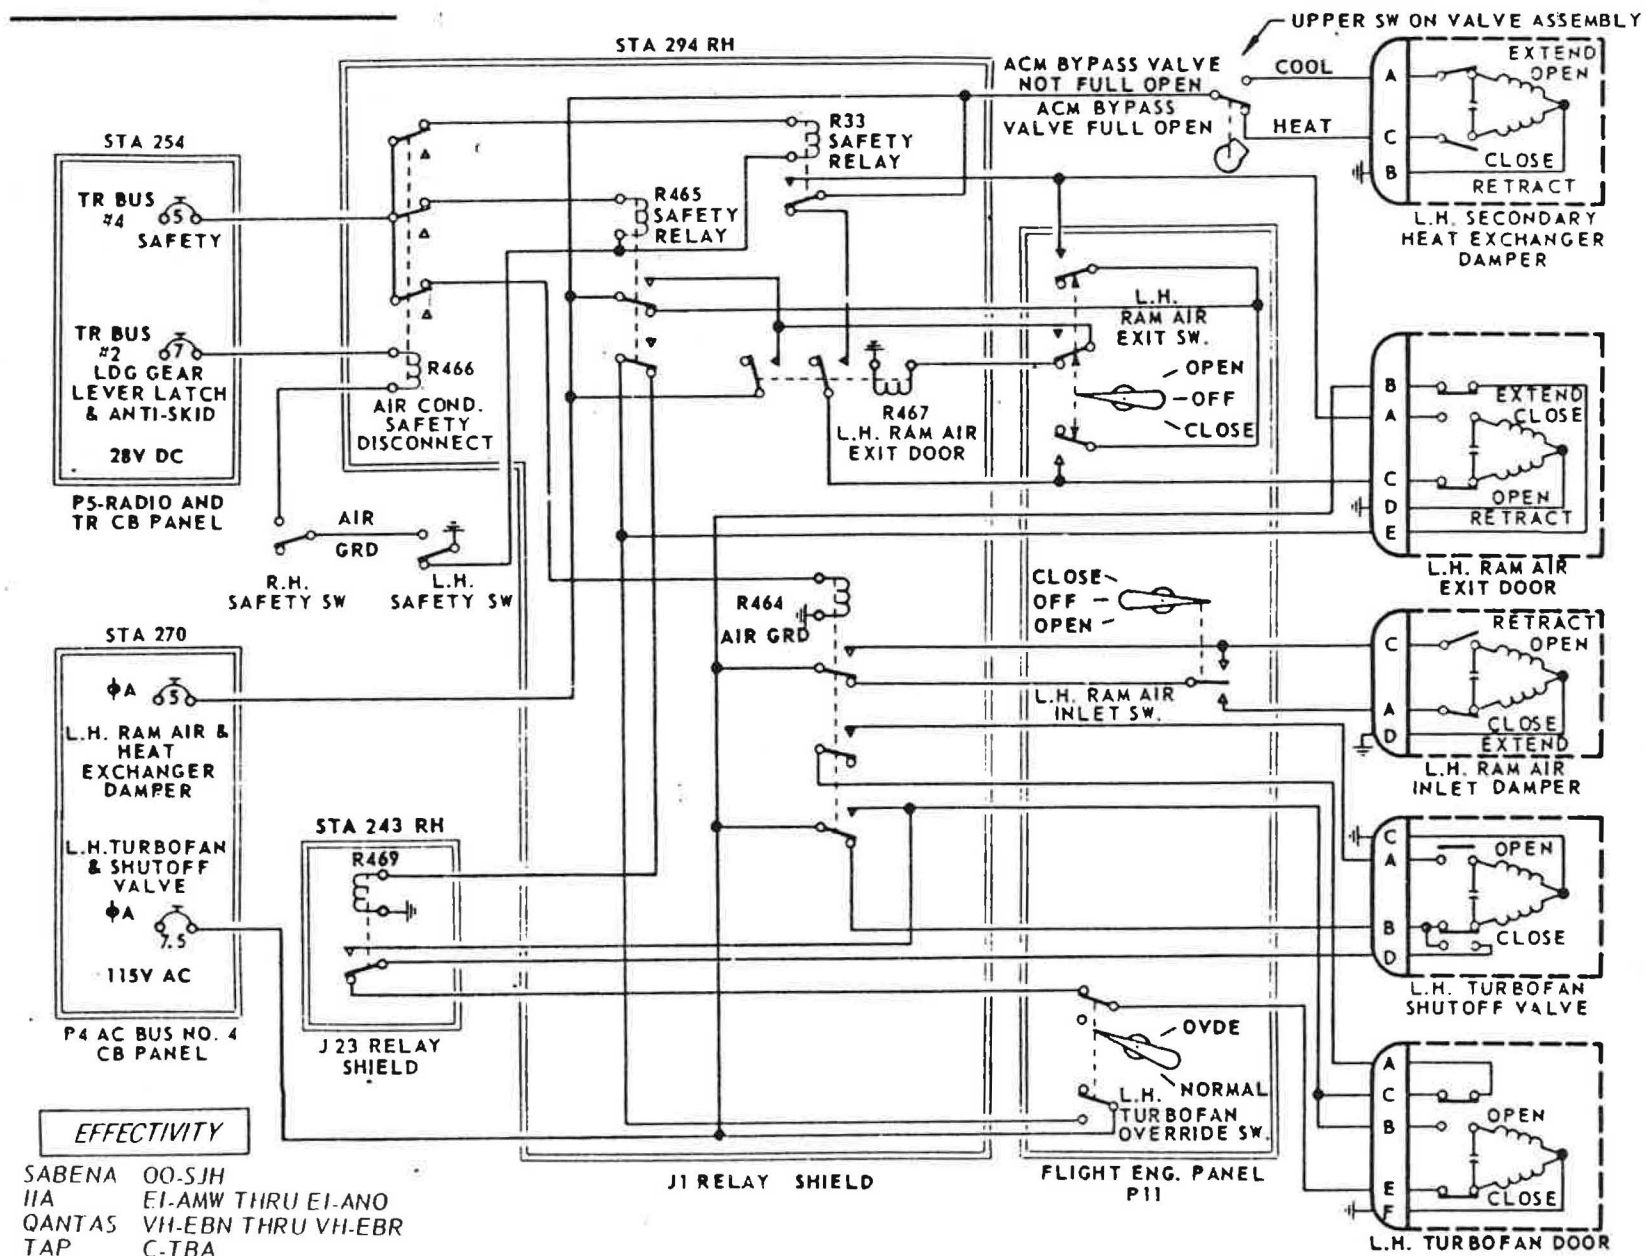 UPPER SW ON VALVE ASSEMBLY
STA 294 RH
ACM BYPASS VALVE
NOT FULL OPEN
ACM BYPASS
VALVE FULL OPEN
COOL
HEAT
A
C
B
EXTEND
OPEN
CLOSE
RETRACT
L.H. SECONDARY
HEAT EXCHANGER
DAMPER
STA 254
TR BUS
#4
5
SAFETY
TR BUS
#2
7
LDG GEAR
LEVER LATCH
& ANTI-SKID
28V DC
P5-RADIO AND
TR CB PANEL
R33
SAFETY
RELAY
R465
SAFETY
RELAY
R466
AIR COND.
SAFETY
DISCONNECT
R467
L.H. RAM AIR
EXIT DOOR
L.H.
RAM AIR
EXIT SW.
OPEN
OFF
CLOSE
B
A
C
D
E
EXTEND
CLOSE
OPEN
RETRACT
L.H. RAM AIR
EXIT DOOR
AIR
GRD
R.H.
SAFETY SW
L.H.
SAFETY SW
R464
AIR GRD
CLOSE
OFF
OPEN
L.H. RAM AIR
INLET SW.
C
A
D
RETRACT
OPEN
CLOSE
EXTEND
L.H. RAM AIR
INLET DAMPER
STA 270
ΦA
5
L.H. RAM AIR &
HEAT
EXCHANGER
DAMPER
L.H.TURBOFAN
& SHUTOFF
VALVE
ΦA
7.5
115V AC
P4 AC BUS NO. 4
CB PANEL
STA 243 RH
R469
J23 RELAY
SHIELD
C
A
B
D
OPEN
CLOSE
L.H. TURBOFAN
SHUTOFF VALVE
OVDE
NORMAL
L.H.
TURBOFAN
OVERRIDE SW.
A
C
B
E
F
OPEN
CLOSE
L.H. TURBOFAN DOOR
J1 RELAY SHIELD
FLIGHT ENG. PANEL
P11
EFFECTIVITY
SABENA OO-SJH
IIA EI-AMW THRU EI-ANO
QANTAS VH-EBN THRU VH-EBR
TAP C-TBA